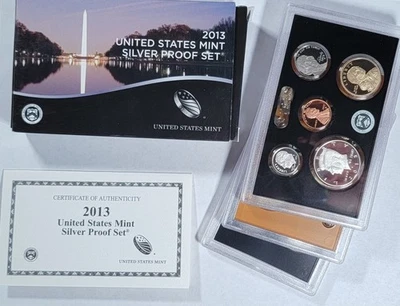 2013
UNITED STATES MINT
SILVER PROOF SET®
UNITED STATES MINT
CERTIFICATE OF AUTHENTICITY
2013
United States Mint
Silver Proof Set®
UNITED STATES MINT